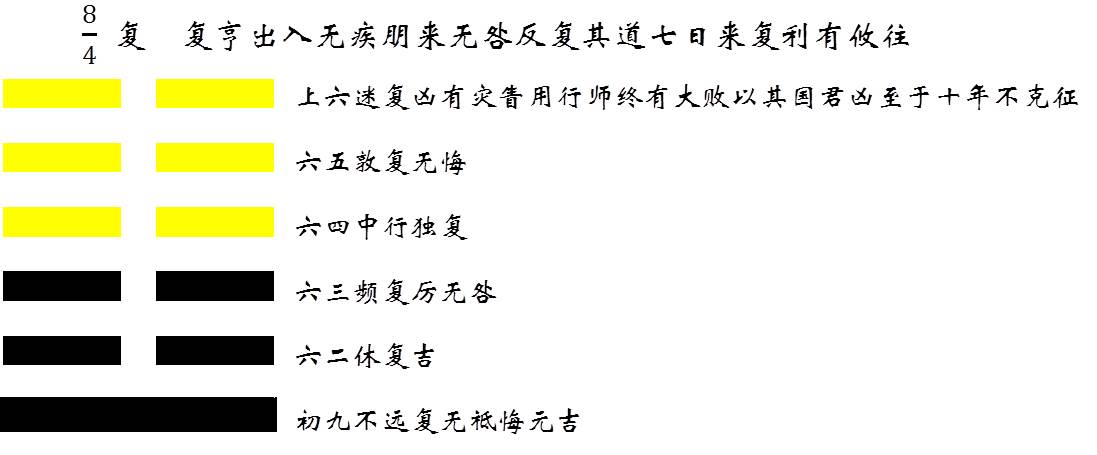 8/4 复 复亨出入无疾朋来无咎反复其道七日来复利有攸往
上六迷复凶有灾眚用行师终有大败以其国君凶至于十年不克征
六五敦复无悔
六四中行独复
六三频复厉无咎
六二休复吉
初九不远复无祗悔元吉